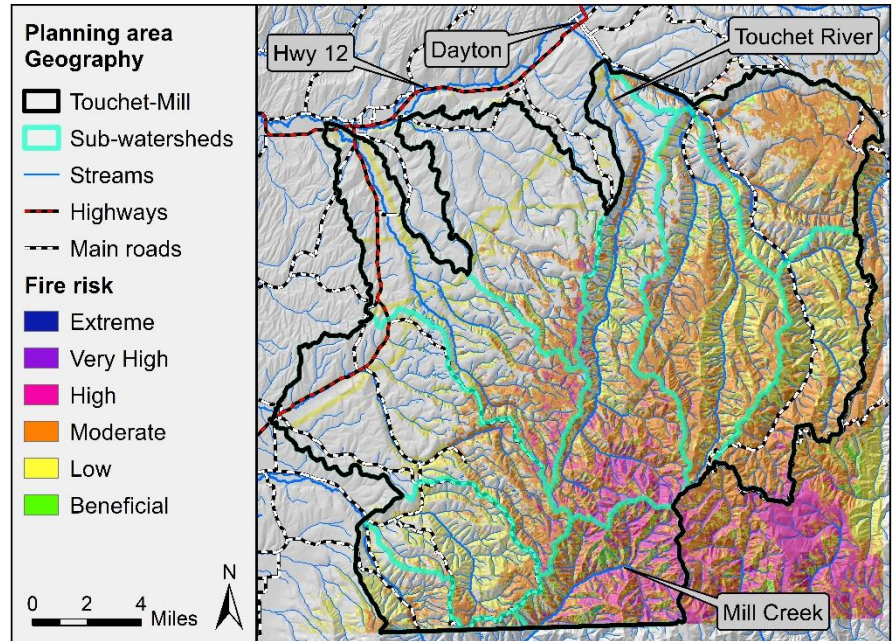 Planning area
Geography
Touchet-Mill
Sub-watersheds
Streams
Highways
Main roads
Fire risk
Extreme
Very High
High
Moderate
Low
Beneficial
N
0 2 4
Miles
Hwy 12
Dayton
Touchet River
Mill Creek